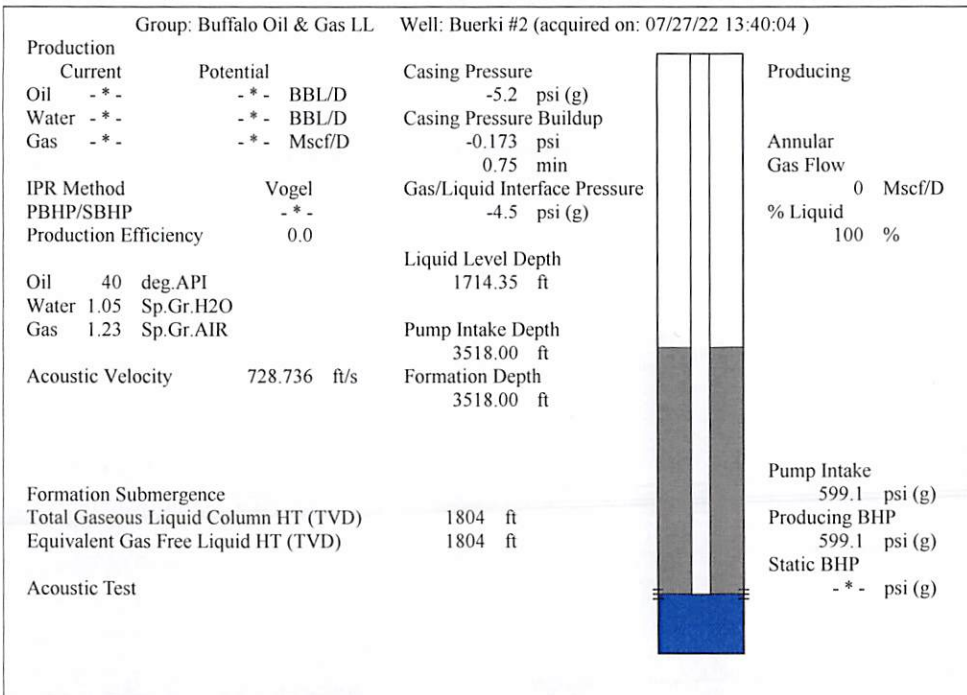 Group: Buffalo Oil & Gas LL Well: Buerki #2 (acquired on: 07/27/22 13:40:04 )
Production
Current Potential
Oil - * - - * - BBL/D
Water - * - - * - BBL/D
Gas - * - - * - Mscf/D
IPR Method Vogel
PBHP/SBHP - * -
Production Efficiency 0.0
Oil 40 deg.API
Water 1.05 Sp.Gr.H2O
Gas 1.23 Sp.Gr.AIR
Acoustic Velocity 728.736 ft/s
Casing Pressure
-5.2 psi (g)
Casing Pressure Buildup
-0.173 psi
0.75 min
Gas/Liquid Interface Pressure
-4.5 psi (g)
Liquid Level Depth
1714.35 ft
Pump Intake Depth
3518.00 ft
Formation Depth
3518.00 ft
Formation Submergence
Total Gaseous Liquid Column HT (TVD) 1804 ft
Equivalent Gas Free Liquid HT (TVD) 1804 ft
Acoustic Test
Producing
Annular
Gas Flow
0 Mscf/D
% Liquid
100 %
Pump Intake
599.1 psi (g)
Producing BHP
599.1 psi (g)
Static BHP
- * - psi (g)